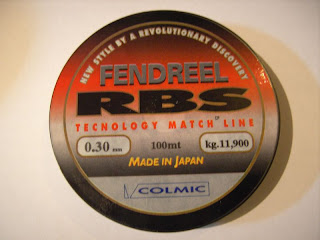 NEW STYLE BY A REVOLUTIONARY DISCOVERY
FENDREEL
RBS
TECNOLOGY MATCH LINE
0.30 mm 100mt kg.11,900
MADE IN JAPAN
COLMIC